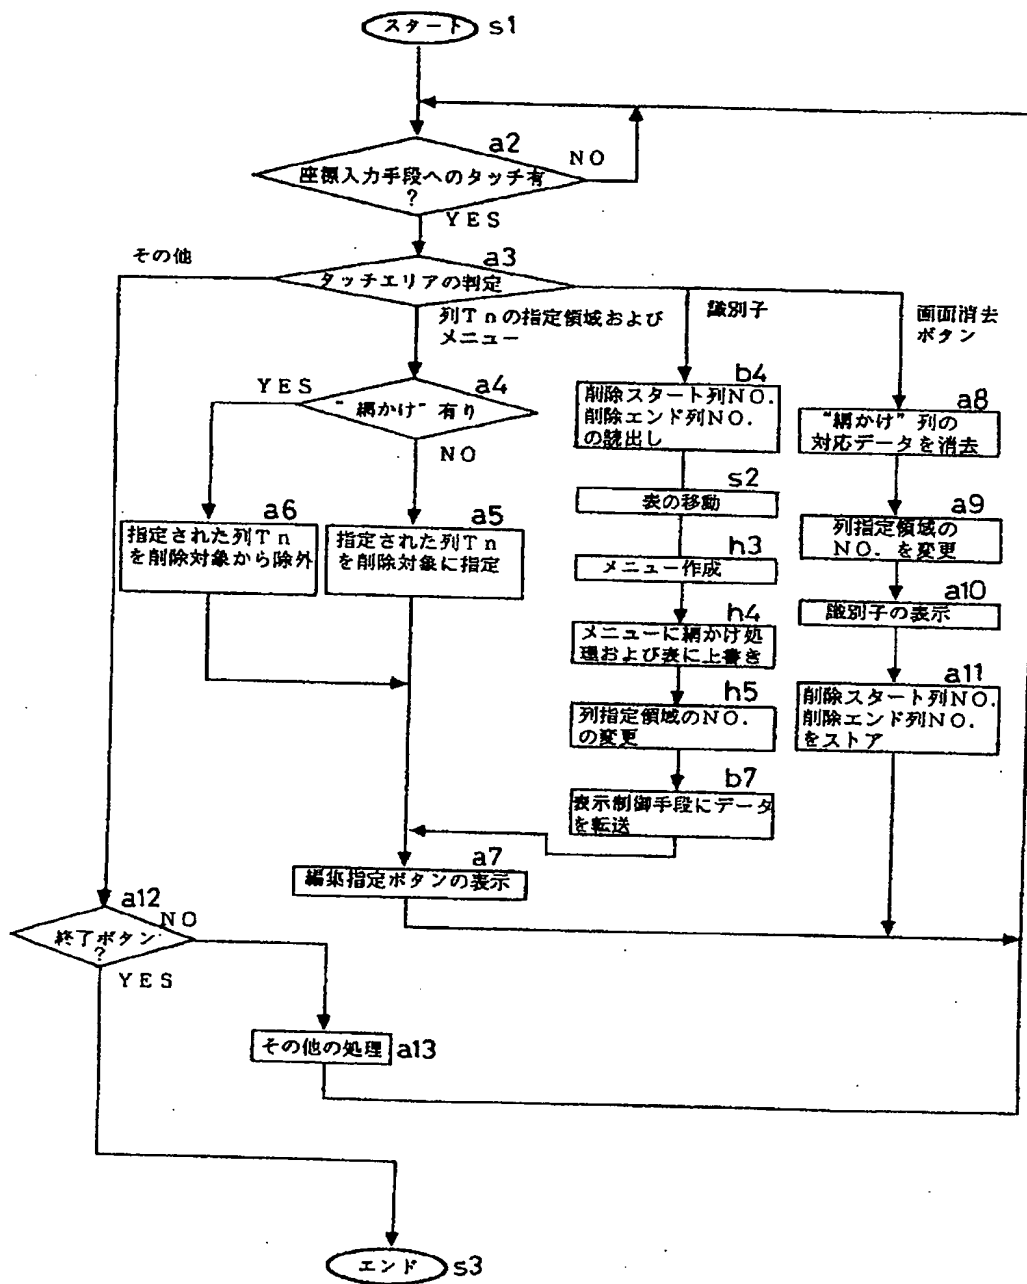 スタート s1
a2
座標入力手段へのタッチ有
?
NO
YES
その他
a3
タッチエリアの判定
列Tnの指定領域および
メニュー
識別子
画面消去
ボタン
YES
a4
"網かけ"有り
NO
b4
削除スタート列NO.
削除エンド列NO.
の読出し
a8
"網かけ"列の
対応データを消去
s2
表の移動
a9
列指定領域の
NO.を変更
a6
指定された列Tn
を削除対象から除外
a5
指定された列Tn
を削除対象に指定
h3
メニュー作成
a10
識別子の表示
h4
メニューに網かけ処
理および表に上書き
a11
削除スタート列NO.
削除エンド列NO.
をストア
h5
列指定領域のNO.
の変更
b7
表示制御手段にデータ
を転送
a7
編集指定ボタンの表示
a12
終了ボタン
?
NO
YES
その他の処理 a13
エンド s3